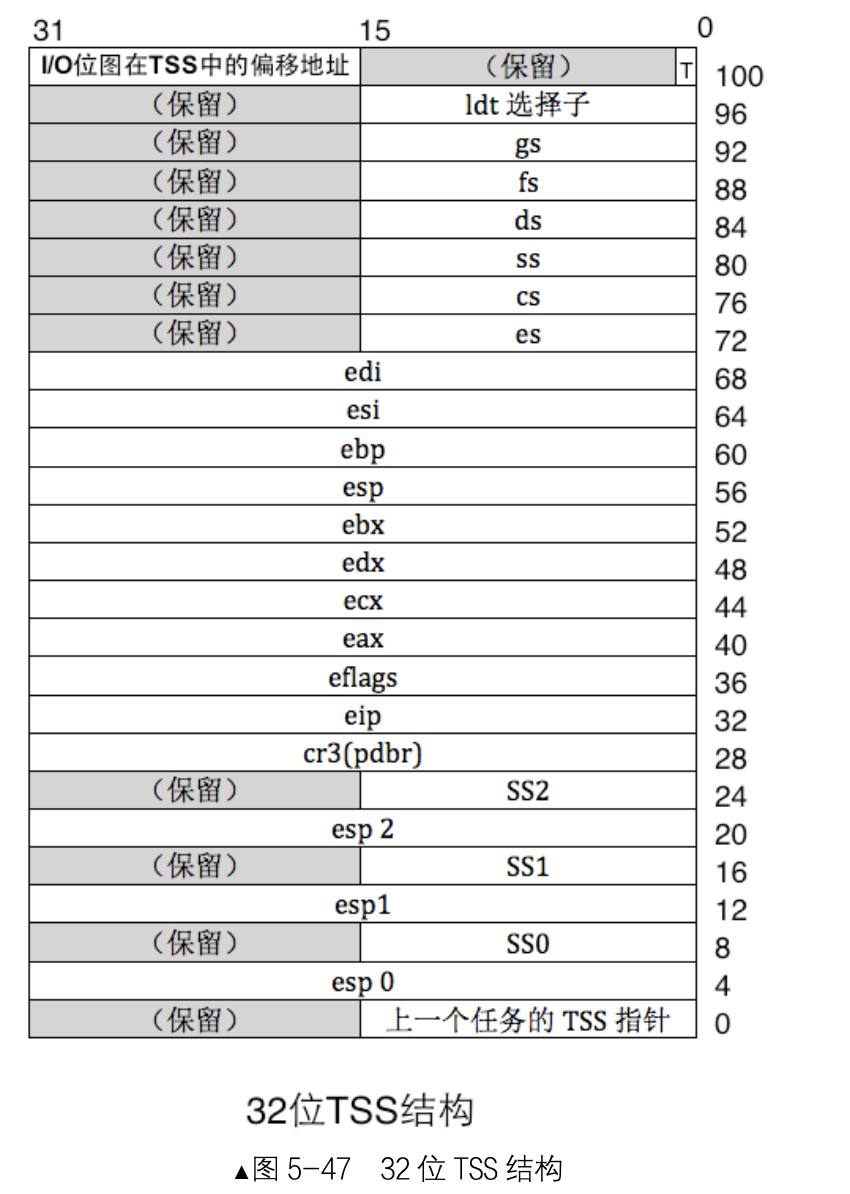 31 15 0
I/O位图在TSS中的偏移地址 （保留） T 100
（保留） ldt 选择子 96
（保留） gs 92
（保留） fs 88
（保留） ds 84
（保留） ss 80
（保留） cs 76
（保留） es 72
edi 68
esi 64
ebp 60
esp 56
ebx 52
edx 48
ecx 44
eax 40
eflags 36
eip 32
cr3(pdbr) 28
（保留） SS2 24
esp 2 20
（保留） SS1 16
esp1 12
（保留） SS0 8
esp 0 4
（保留） 上一个任务的 TSS 指针 0
32位TSS结构
▲图 5-47 32 位 TSS 结构